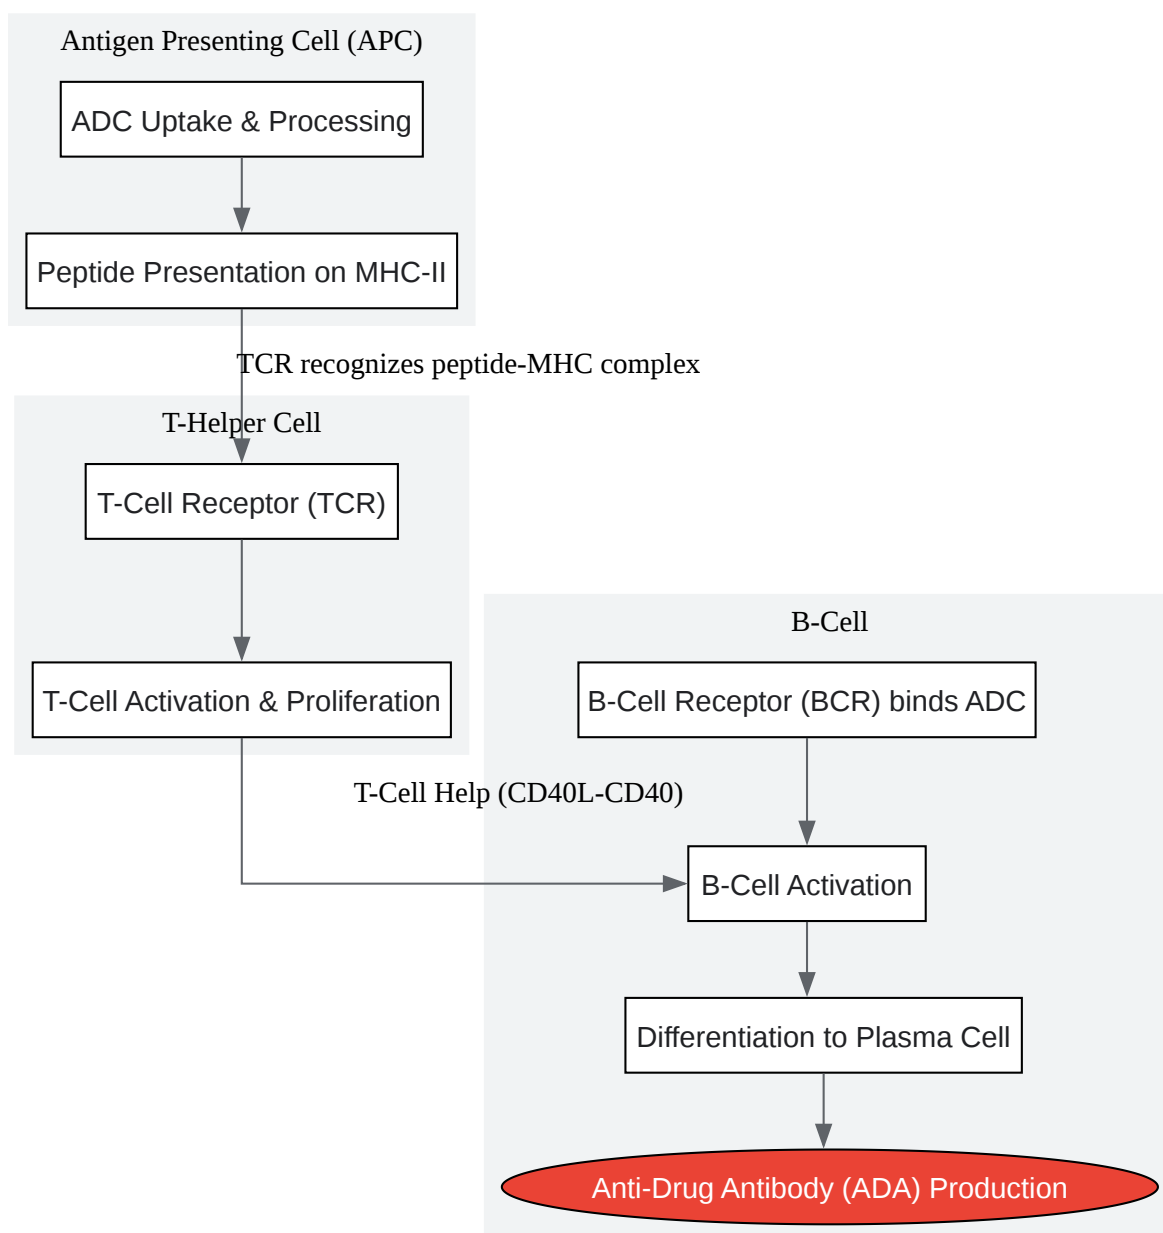 Antigen Presenting Cell (APC)
ADC Uptake & Processing
Peptide Presentation on MHC-II
TCR recognizes peptide-MHC complex
T-Helper Cell
T-Cell Receptor (TCR)
T-Cell Activation & Proliferation
B-Cell
B-Cell Receptor (BCR) binds ADC
T-Cell Help (CD40L-CD40)
B-Cell Activation
Differentiation to Plasma Cell
Anti-Drug Antibody (ADA) Production